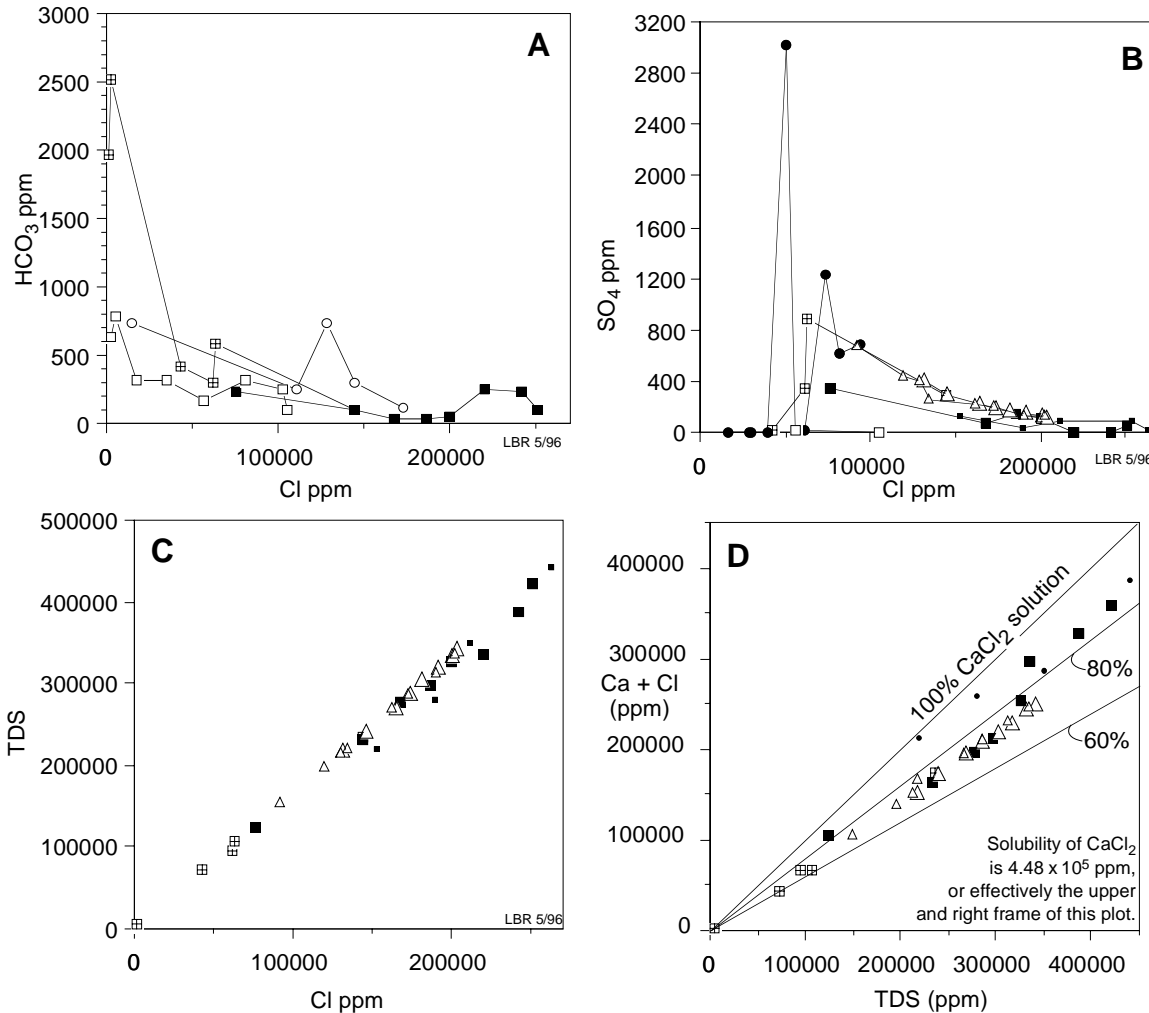 A
3000
2500
2000
1500
1000
500
0
HCO3 ppm
0
100000
200000
LBR 5/96
Cl ppm
B
3200
2800
2400
2000
1600
1200
800
400
0
SO4 ppm
0
100000
200000
LBR 5/96
Cl ppm
C
500000
400000
300000
200000
100000
0
TDS
0
100000
200000
LBR 5/96
Cl ppm
D
400000
300000
Ca + Cl
(ppm)
200000
100000
0
100% CaCl2 solution
80%
60%
Solubility of CaCl2
is 4.48 x 10⁵ ppm,
or effectively the upper
and right frame of this plot.
0
100000
200000
300000
400000
TDS (ppm)